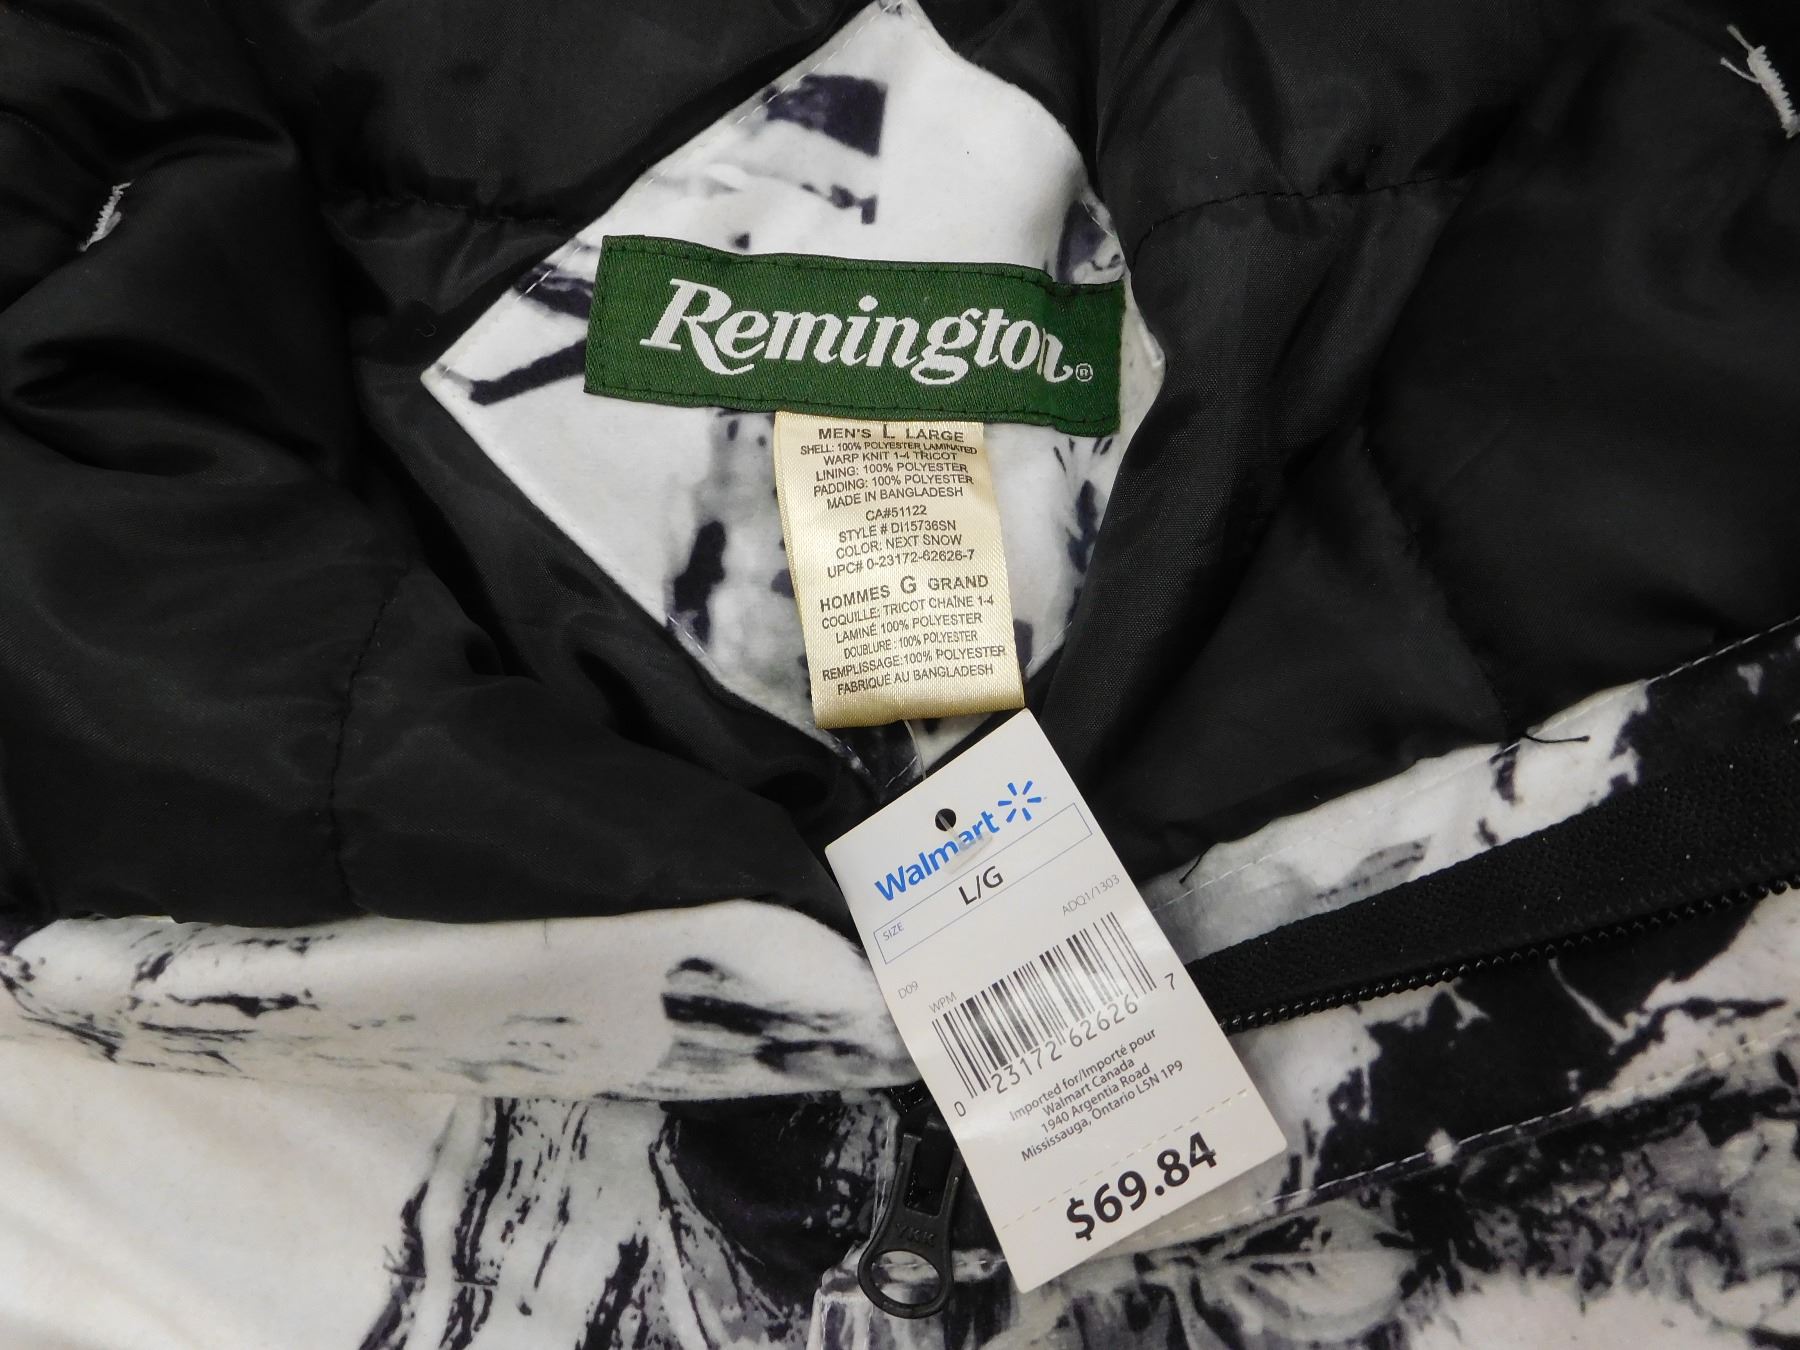 Remington®
MEN'S L LARGE
SHELL: 100% POLYESTER LAMINATED
WARP KNIT 1-4 TRICOT
LINING: 100% POLYESTER
PADDING: 100% POLYESTER
MADE IN BANGLADESH
CA#51122
STYLE # DI15736SN
COLOR: NEXT SNOW
UPC# 0-23172-62626-7
HOMMES G GRAND
COQUILLE: TRICOT CHAÎNE 1-4
LAMINÉ 100% POLYESTER
DOUBLURE : 100% POLYESTER
REMPLISSAGE:100% POLYESTER
FABRIQUÉ AU BANGLADESH
Walmart
SIZE L/G
ADQ1/1303
D09 WPM
0 23172 62626 7
Imported for/Importé pour
Walmart Canada
1940 Argentia Road
Mississauga, Ontario L5N 1P9
$69.84
YKK